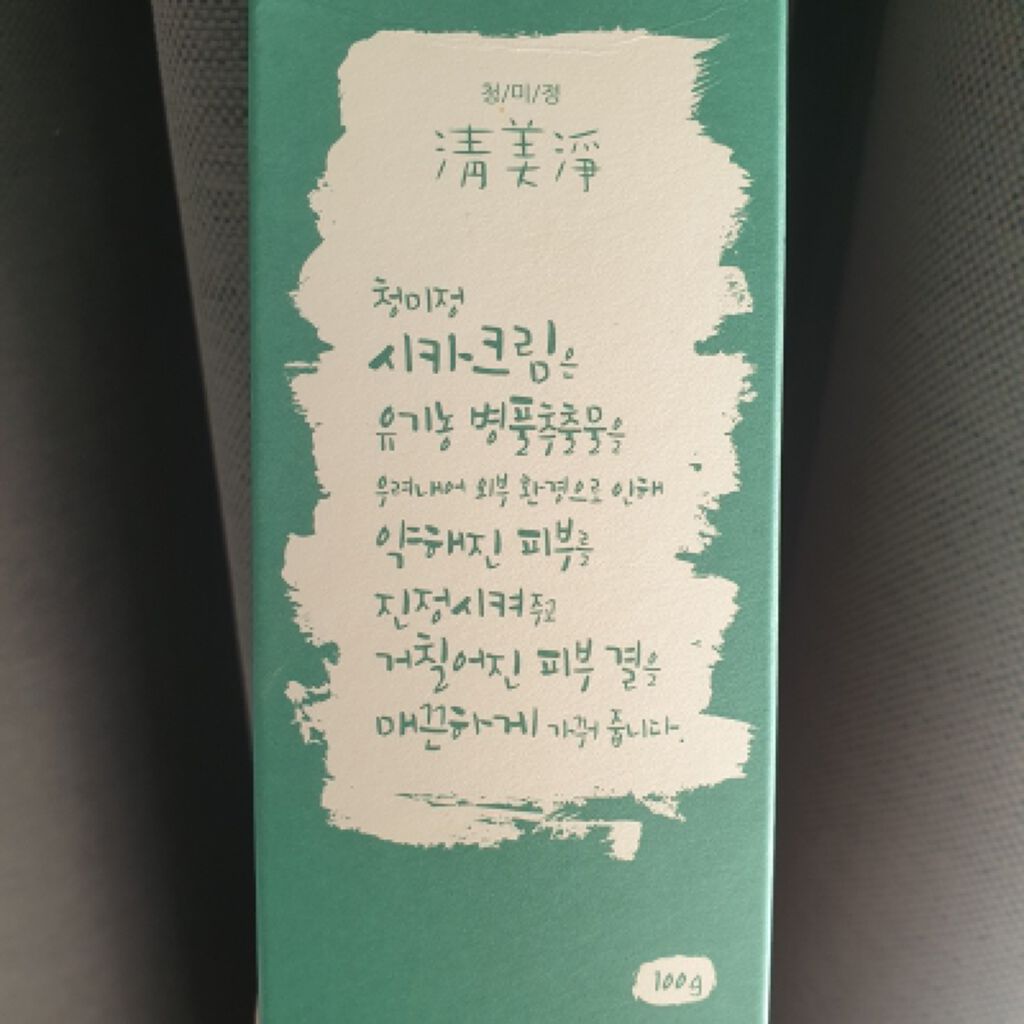 청/미/정
淸美淨
청미정
시카크림은
유기농 병풀추출물을
우려내어 외부 환경으로 인해
약해진 피부를
진정시켜주고
거칠어진 피부 결을
매끈하게 가꿔 줍니다.
100g